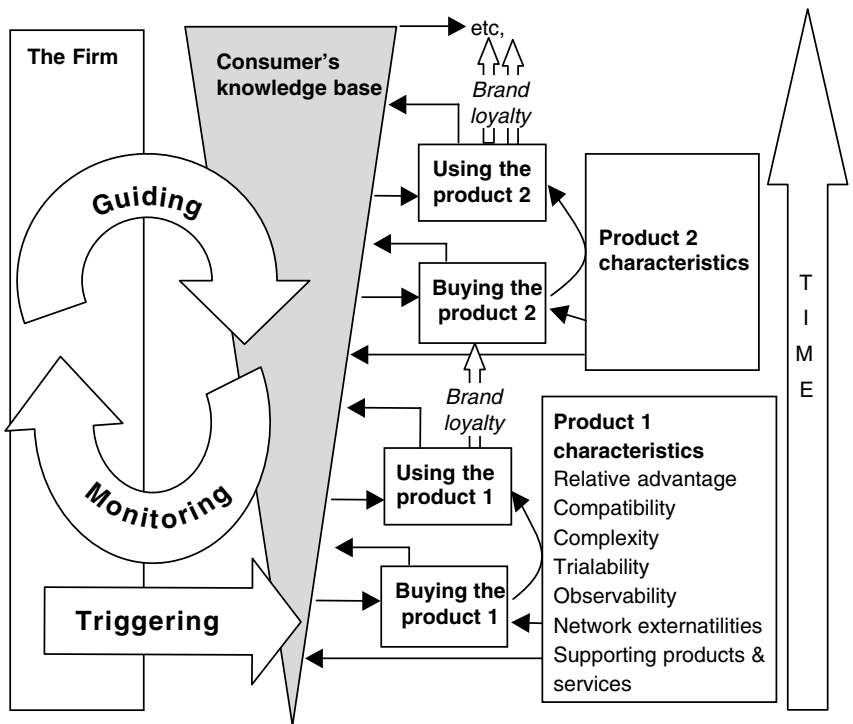 The Firm
Consumer's
knowledge base
etc,
Brand
loyalty
Using the
product 2
Guiding
Product 2
characteristics
Buying the
product 2
T
I
M
E
Brand
loyalty
Product 1
characteristics
Relative advantage
Compatibility
Complexity
Trialability
Observability
Network externatilities
Supporting products &
services
Using the
product 1
Monitoring
Buying the
product 1
Triggering